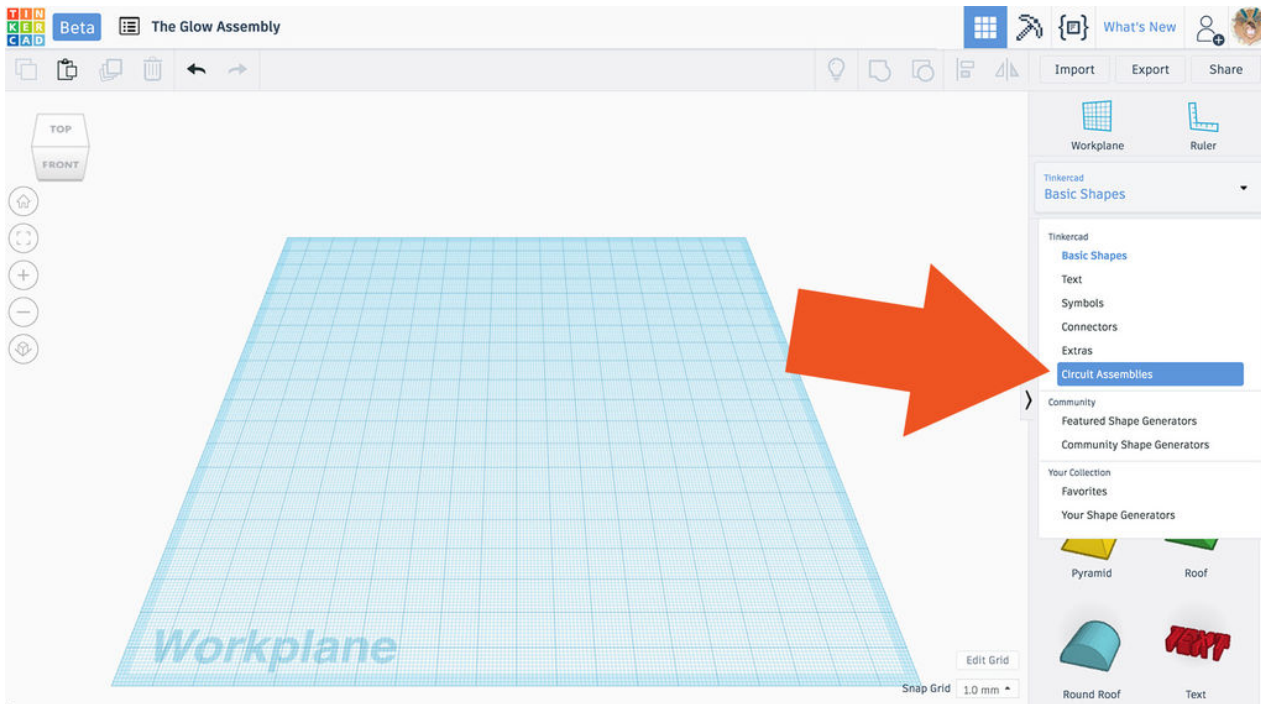 TIN
KER
CAD
Beta
The Glow Assembly
What's New
Import Export Share
TOP
FRONT
Workplane Ruler
Tinkercad
Basic Shapes
Tinkercad
Basic Shapes
Text
Symbols
Connectors
Extras
Circuit Assemblies
Community
Featured Shape Generators
Community Shape Generators
Your Collection
Favorites
Your Shape Generators
Pyramid Roof
TEXT
Round Roof Text
Workplane
Edit Grid
Snap Grid 1.0 mm